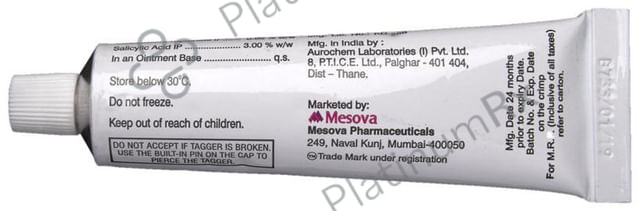 Salicylic Acid IP 3.00 % w/w
In an Ointment Base q.s.
Store below 30°C.
Do not freeze.
Keep out of reach of children.
DO NOT ACCEPT IF TAGGER IS BROKEN.
USE THE BUILT-IN PIN ON THE CAP TO
PIERCE THE TAGGER.
Mfg. In India by :
Aurochem Laboratories (I) Pvt. Ltd.
8, P.T.I.C.E. Ltd., Palghar - 401 404,
Dist – Thane.
Marketed by:
Mesova
Mesova Pharmaceuticals
249, Naval Kunj, Mumbai-400050
TM Trade Mark under registration
Mfg. Date 24 months
prior to expiry Date.
Batch No. & Exp. Date
on the crimp
For M.R. (Inclusive of all taxes)
refer to carton.